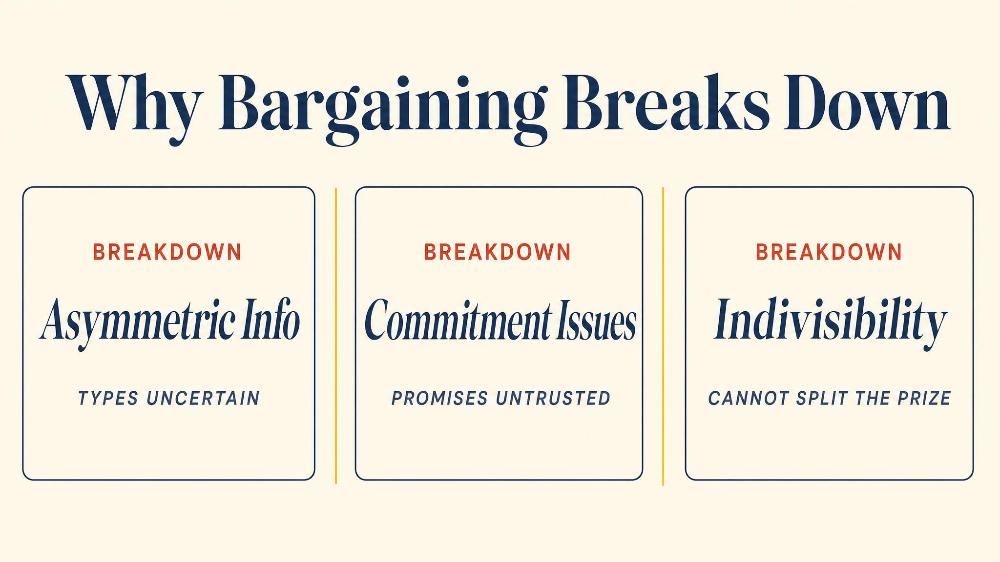 Why Bargaining Breaks Down
BREAKDOWN
Asymmetric Info
TYPES UNCERTAIN
BREAKDOWN
Commitment Issues
PROMISES UNTRUSTED
BREAKDOWN
Indivisibility
CANNOT SPLIT THE PRIZE